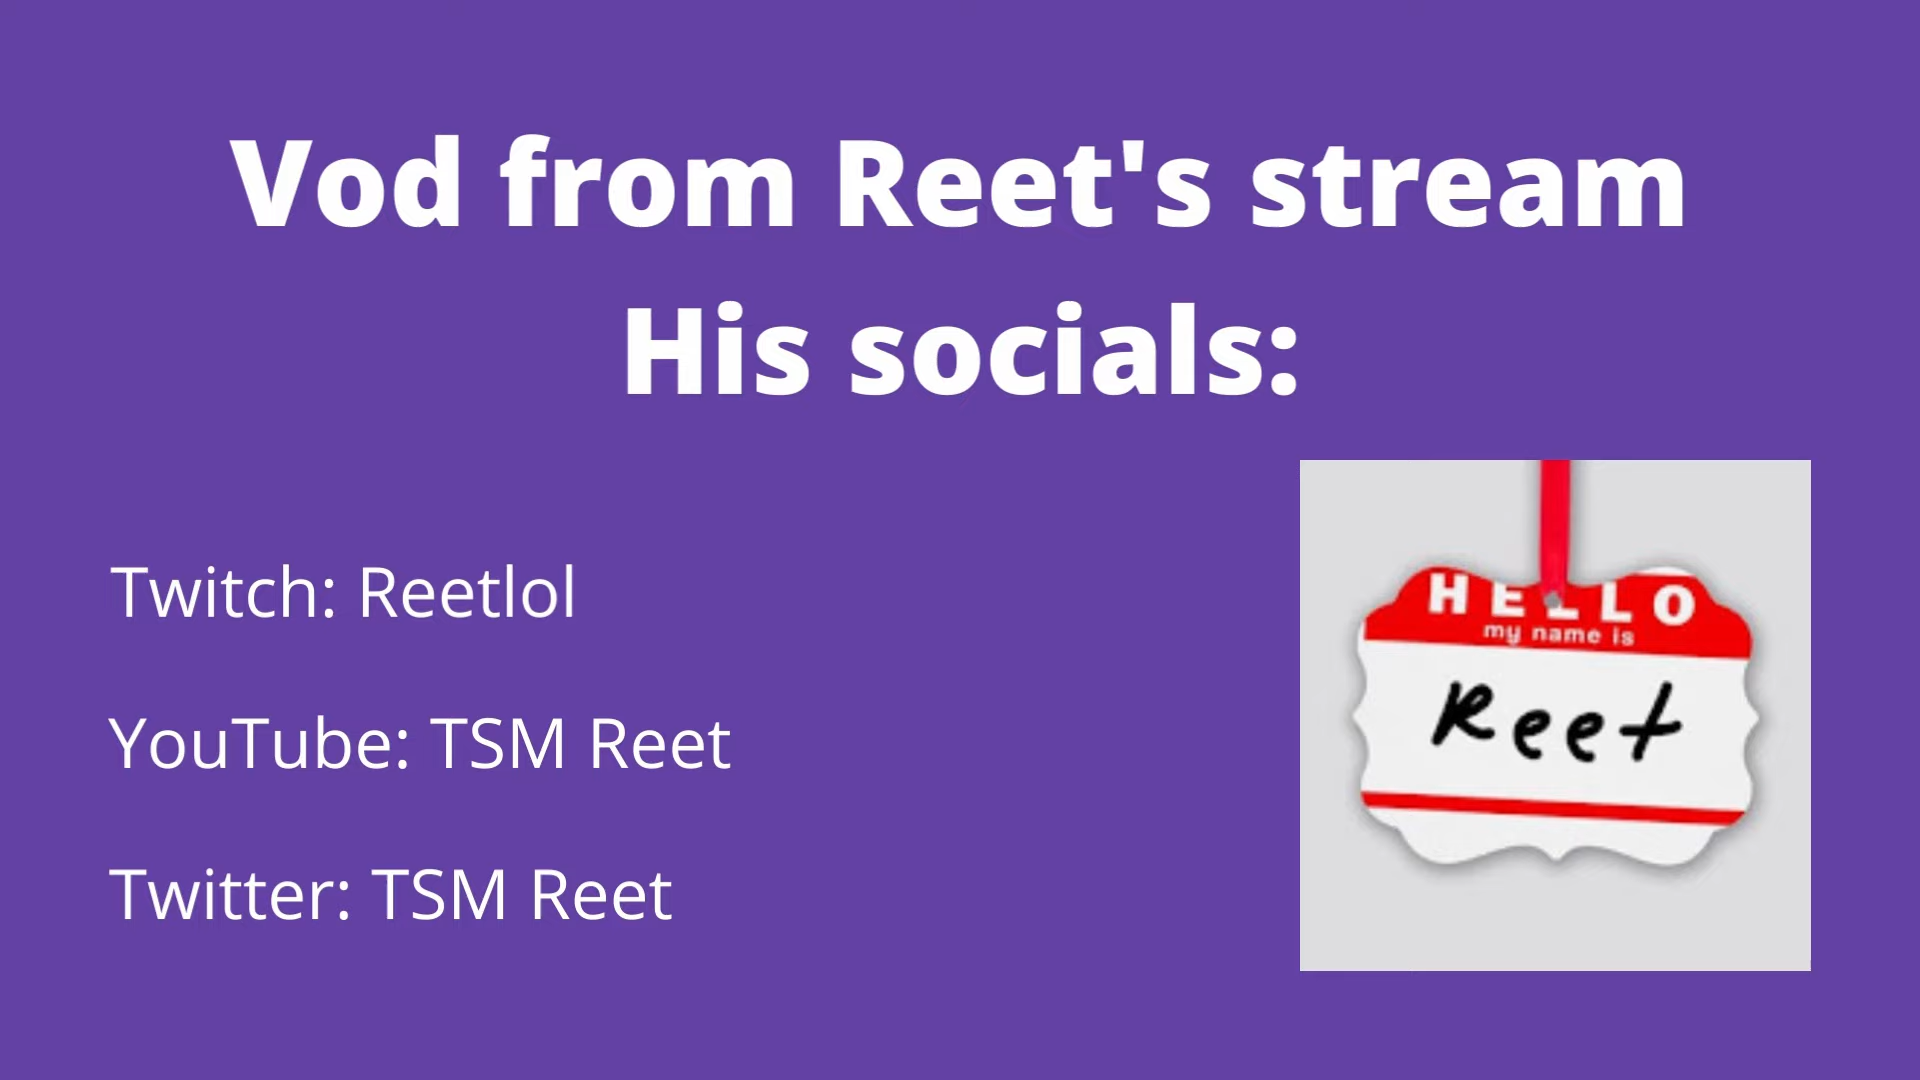 Vod from Reet's stream
His socials:
Twitch: Reetlol
YouTube: TSM Reet
Twitter: TSM Reet
HELLO
my name is
Reet